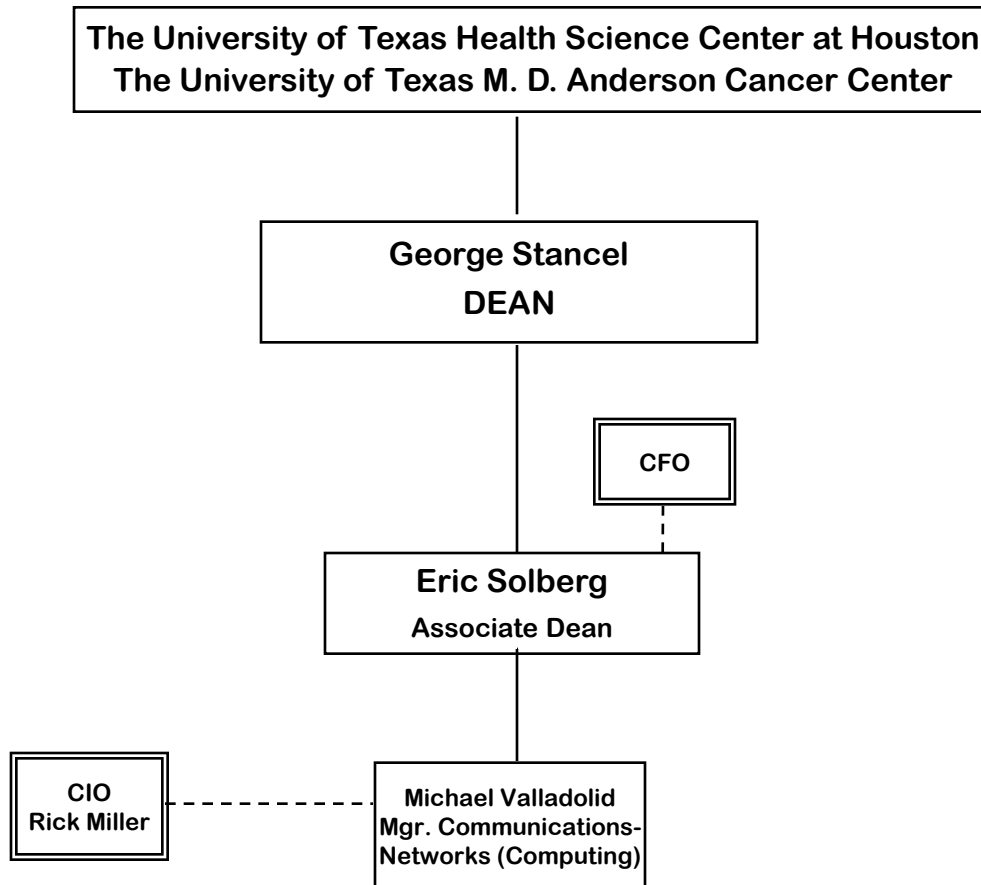 The University of Texas Health Science Center at Houston
The University of Texas M. D. Anderson Cancer Center
George Stancel
DEAN
CFO
Eric Solberg
Associate Dean
CIO
Rick Miller
Michael Valladolid
Mgr. Communications-
Networks (Computing)